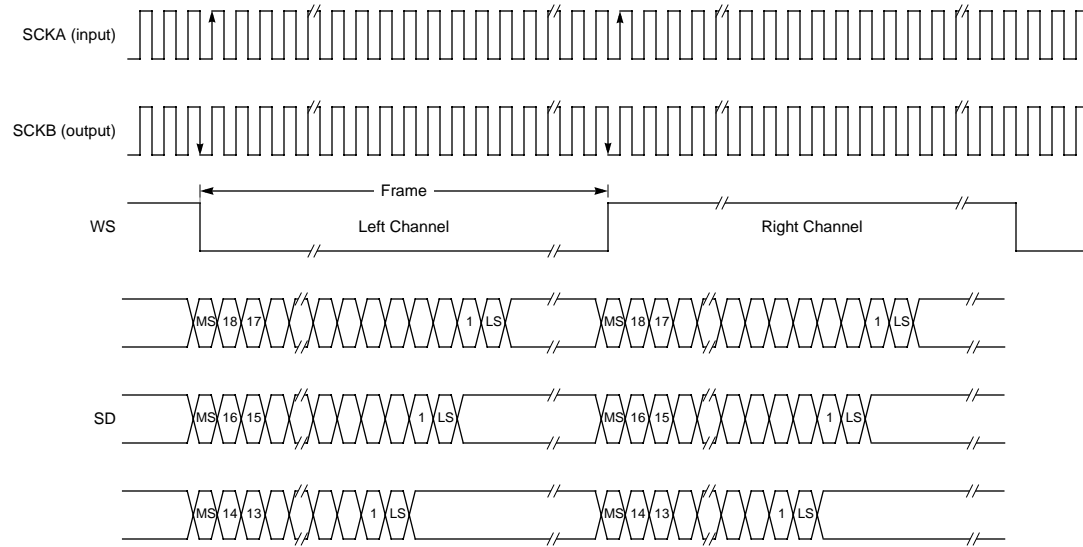 SCKA (input)
SCKB (output)
Frame
WS
Left Channel
Right Channel
MS 18 17 1 LS MS 18 17 1 LS
SD
MS 16 15 1 LS MS 16 15 1 LS
MS 14 13 1 LS MS 14 13 1 LS